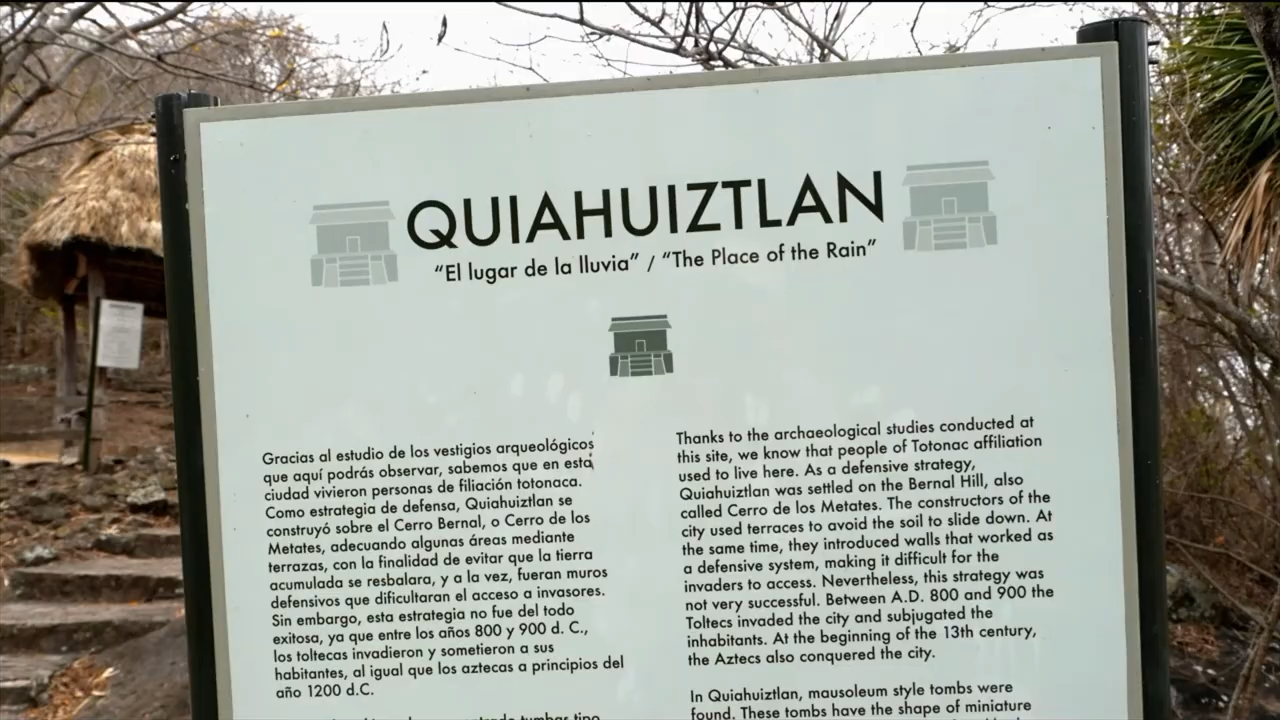 QUIAHUIZTLAN
“El lugar de la lluvia” / “The Place of the Rain”
Gracias al estudio de los vestigios arqueológicos
que aquí podrás observar, sabemos que en esta
ciudad vivieron personas de filiación totonaca.
Como estrategia de defensa, Quiahuiztlan se
construyó sobre el Cerro Bernal, o Cerro de los
Metates, adecuando algunas áreas mediante
terrazas, con la finalidad de evitar que la tierra
acumulada se resbalara, y a la vez, fueran muros
defensivos que dificultaran el acceso a invasores.
Sin embargo, esta estrategia no fue del todo
exitosa, ya que entre los años 800 y 900 d. C.,
los toltecas invadieron y sometieron a sus
habitantes, al igual que los aztecas a principios del
año 1200 d.C.
tumbas tipo
Thanks to the archaeological studies conducted at
this site, we know that people of Totonac affiliation
used to live here. As a defensive strategy,
Quiahuiztlan was settled on the Bernal Hill, also
called Cerro de los Metates. The constructors of the
city used terraces to avoid the soil to slide down. At
the same time, they introduced walls that worked as
a defensive system, making it difficult for the
invaders to access. Nevertheless, this strategy was
not very successful. Between A.D. 800 and 900 the
Toltecs invaded the city and subjugated the
inhabitants. At the beginning of the 13th century,
the Aztecs also conquered the city.
In Quiahuiztlan, mausoleum style tombs were
found. These tombs have the shape of miniature